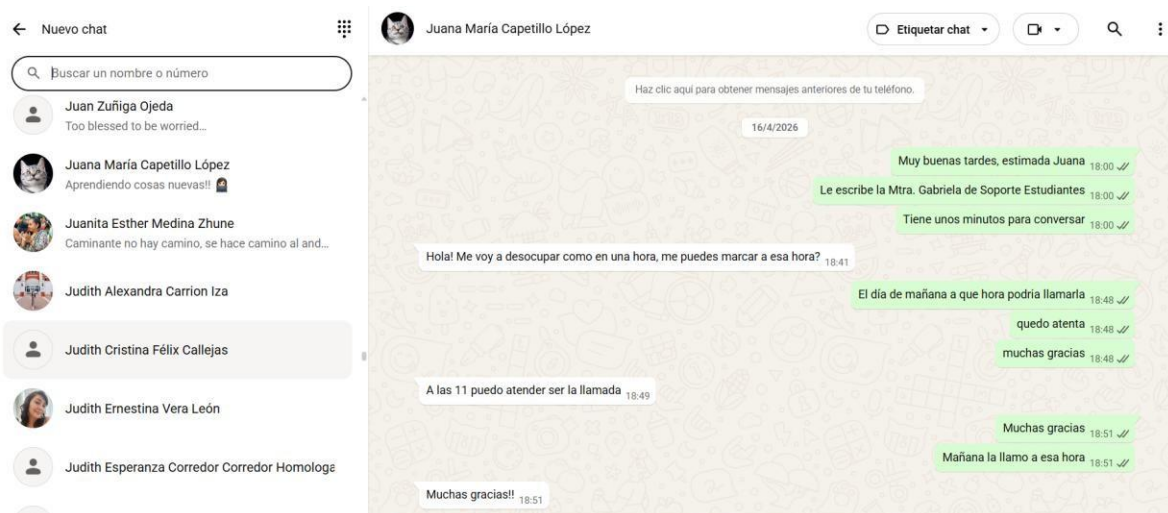 Nuevo chat
Buscar un nombre o número
Juan Zuñiga Ojeda
Too blessed to be worried...
Juana María Capetillo López
Aprendiendo cosas nuevas!!
Juanita Esther Medina Zhune
Caminante no hay camino, se hace camino al and...
Judith Alexandra Carrion Iza
Judith Cristina Félix Callejas
Judith Ernestina Vera León
Judith Esperanza Corredor Corredor Homologa
Juana María Capetillo López
Etiquetar chat
Haz clic aquí para obtener mensajes anteriores de tu teléfono.
16/4/2026
Muy buenas tardes, estimada Juana 18:00
Le escribe la Mtra. Gabriela de Soporte Estudiantes 18:00
Tiene unos minutos para conversar 18:00
Hola! Me voy a desocupar como en una hora, me puedes marcar a esa hora? 18:41
El día de mañana a que hora podria llamarla 18:48
quedo atenta 18:48
muchas gracias 18:48
A las 11 puedo atender ser la llamada 18:49
Muchas gracias 18:51
Mañana la llamo a esa hora 18:51
Muchas gracias!! 18:51